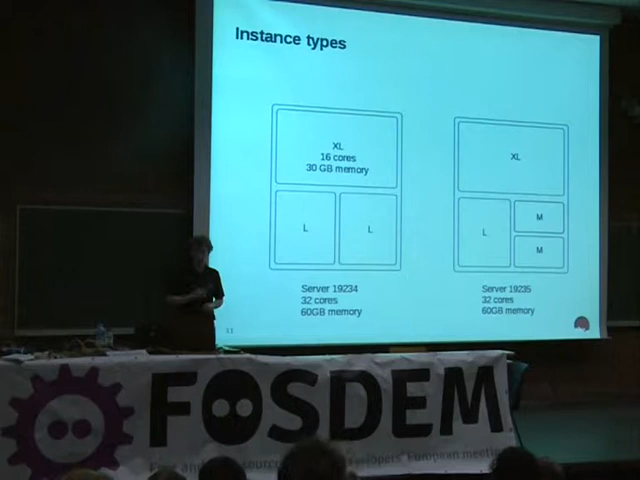 Instance types
XL
16 cores
30 GB memory
L
L
XL
L
M
M
Server 19234
32 cores
60GB memory
Server 19235
32 cores
60GB memory
11
FOSDEM
European